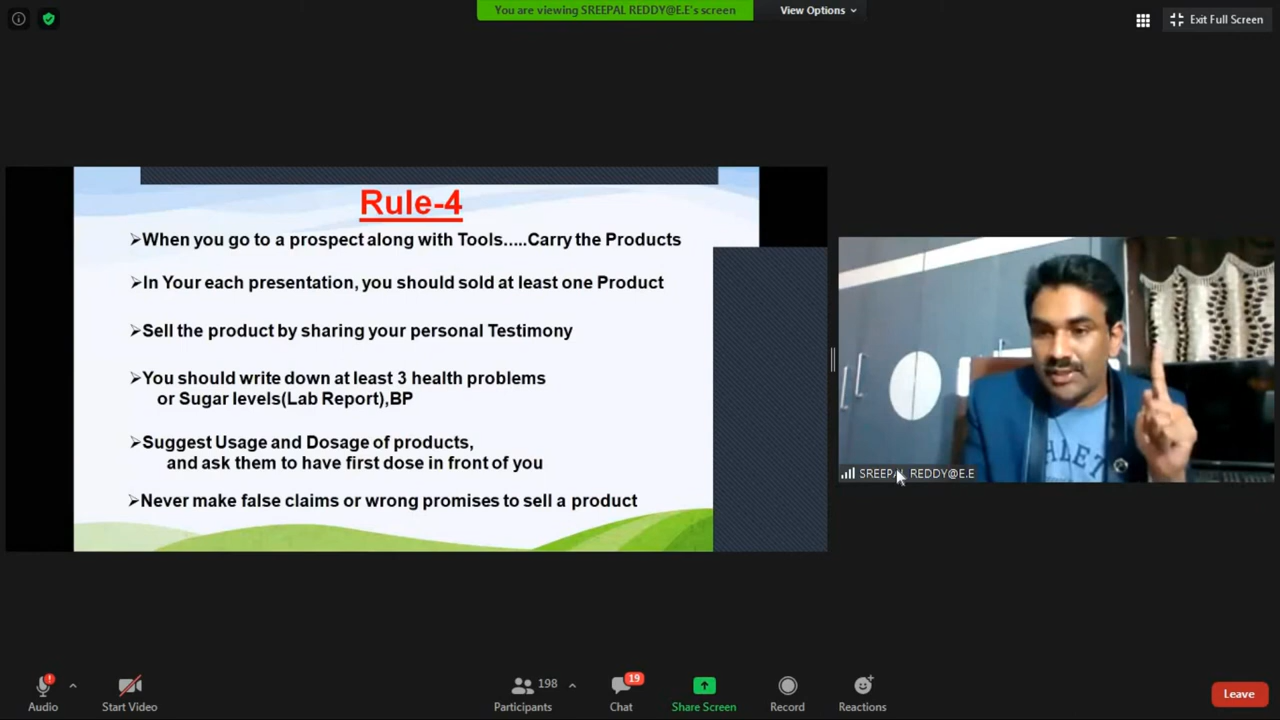 You are viewing SREEPAL REDDY@E.E's screen
View Options
Exit Full Screen
Rule-4
➢When you go to a prospect along with Tools.....Carry the Products
➢In Your each presentation, you should sold at least one Product
➢Sell the product by sharing your personal Testimony
➢You should write down at least 3 health problems
or Sugar levels(Lab Report),BP
➢Suggest Usage and Dosage of products,
and ask them to have first dose in front of you
➢Never make false claims or wrong promises to sell a product
SREEPAL REDDY@E.E
Audio
Start Video
198
Participants
19
Chat
Share Screen
Record
Reactions
Leave